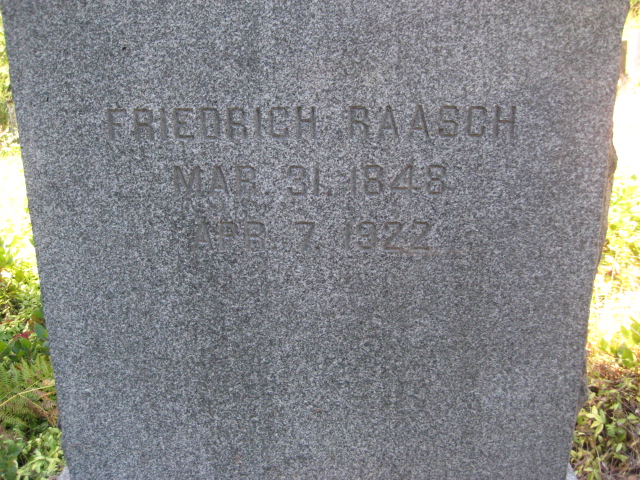 FRIEDRICH RAASCH
MAR. 31, 1848
APR. 7, 1922